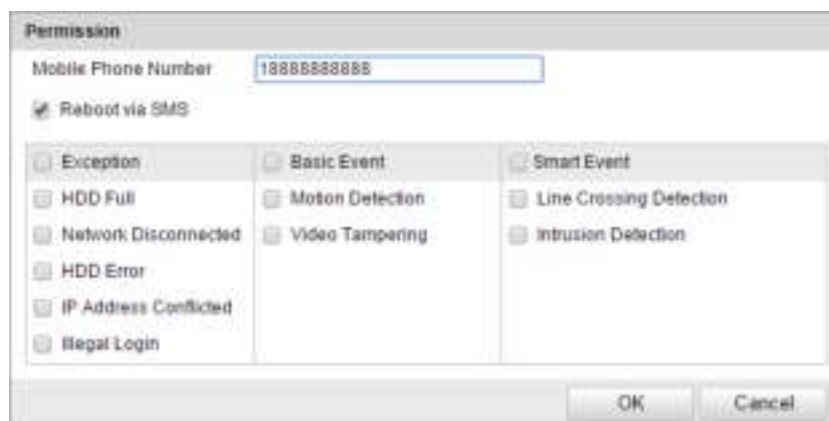 Permission
Mobile Phone Number 18888888888
Reboot via SMS
Exception Basic Event Smart Event
HDD Full Motion Detection Line Crossing Detection
Network Disconnected Video Tampering Intrusion Detection
HDD Error
IP Address Conflicted
Illegal Login
OK Cancel